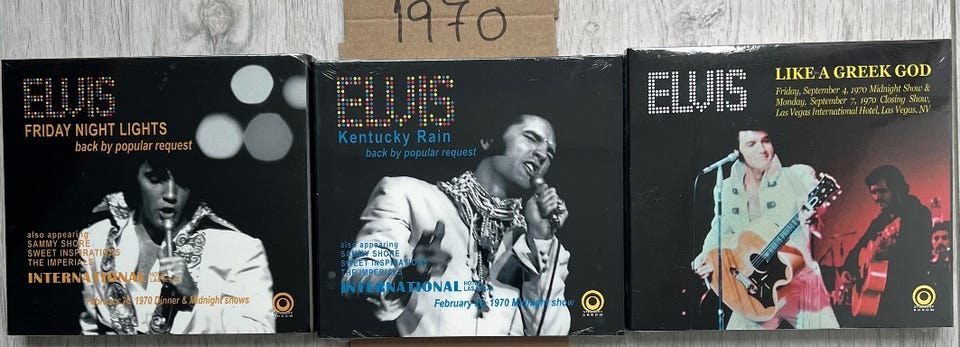 1970
ELVIS
FRIDAY NIGHT LIGHTS
back by popular request
also appearing
SAMMY SHORE
SWEET INSPIRATIONS
THE IMPERIALS
INTERNATIONAL
1970 Dinner & Midnight shows
ELVIS
Kentucky Rain
back by popular request
also appearing
SAMMY SHORE
SWEET INSPIRATIONS
THE IMPERIALS
INTERNATIONAL HOTEL
February 1970 Midnight show
ELVIS
LIKE A GREEK GOD
Friday, September 4, 1970 Midnight Show &
Monday, September 7, 1970 Closing Show,
Las Vegas International Hotel, Las Vegas, NV